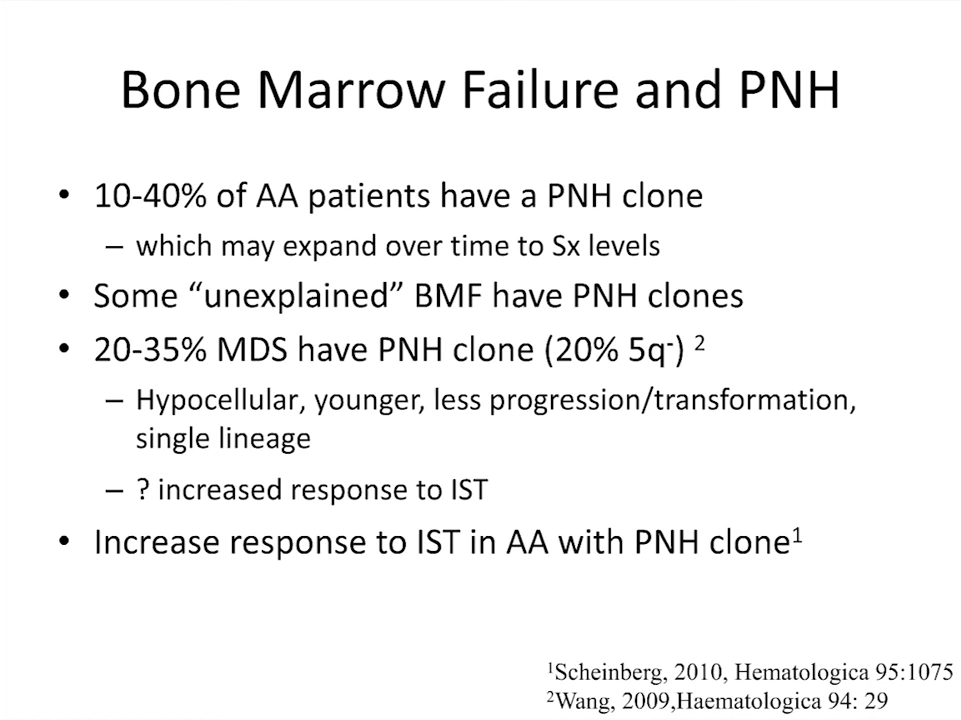 Bone Marrow Failure and PNH
• 10-40% of AA patients have a PNH clone
– which may expand over time to Sx levels
• Some “unexplained” BMF have PNH clones
• 20-35% MDS have PNH clone (20% 5q⁻) ²
– Hypocellular, younger, less progression/transformation,
single lineage
– ? increased response to IST
• Increase response to IST in AA with PNH clone¹
¹Scheinberg, 2010, Hematologica 95:1075
²Wang, 2009,Haematologica 94: 29